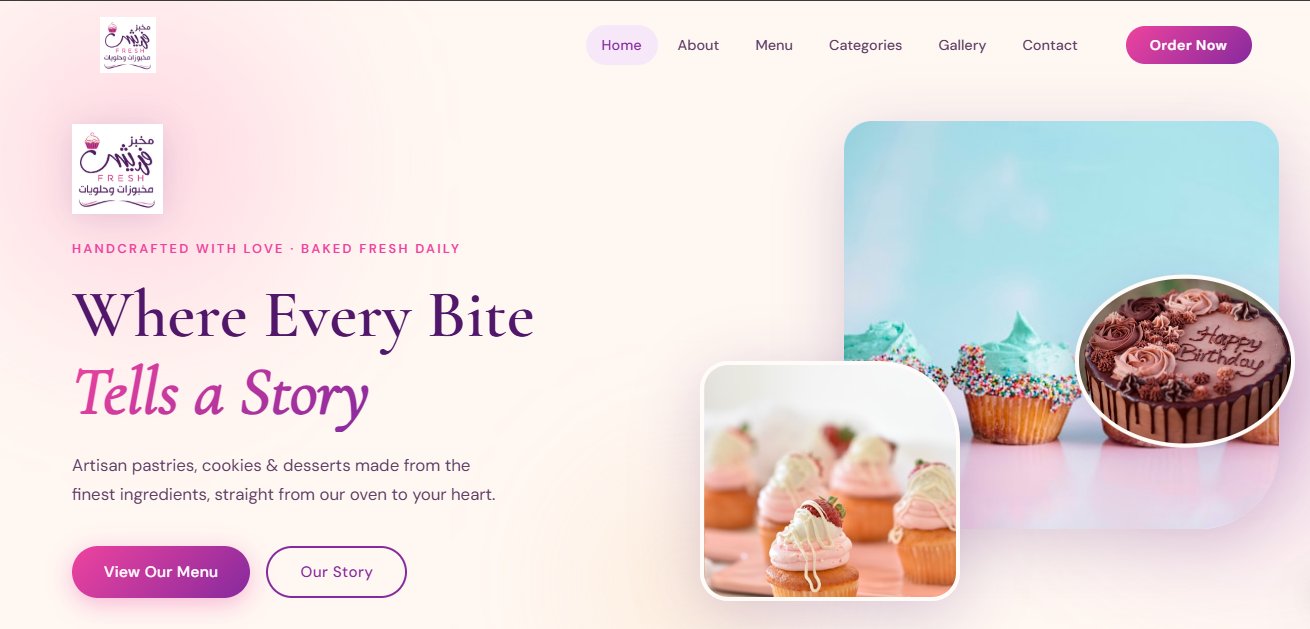 مخبز
فريش
FRESH
مخبوزات وحلويات
Home About Menu Categories Gallery Contact Order Now
مخبز
فريش
FRESH
مخبوزات وحلويات
HANDCRAFTED WITH LOVE · BAKED FRESH DAILY
Where Every Bite
Tells a Story
Artisan pastries, cookies & desserts made from the
finest ingredients, straight from our oven to your heart.
View Our Menu Our Story
Happy
Birthday